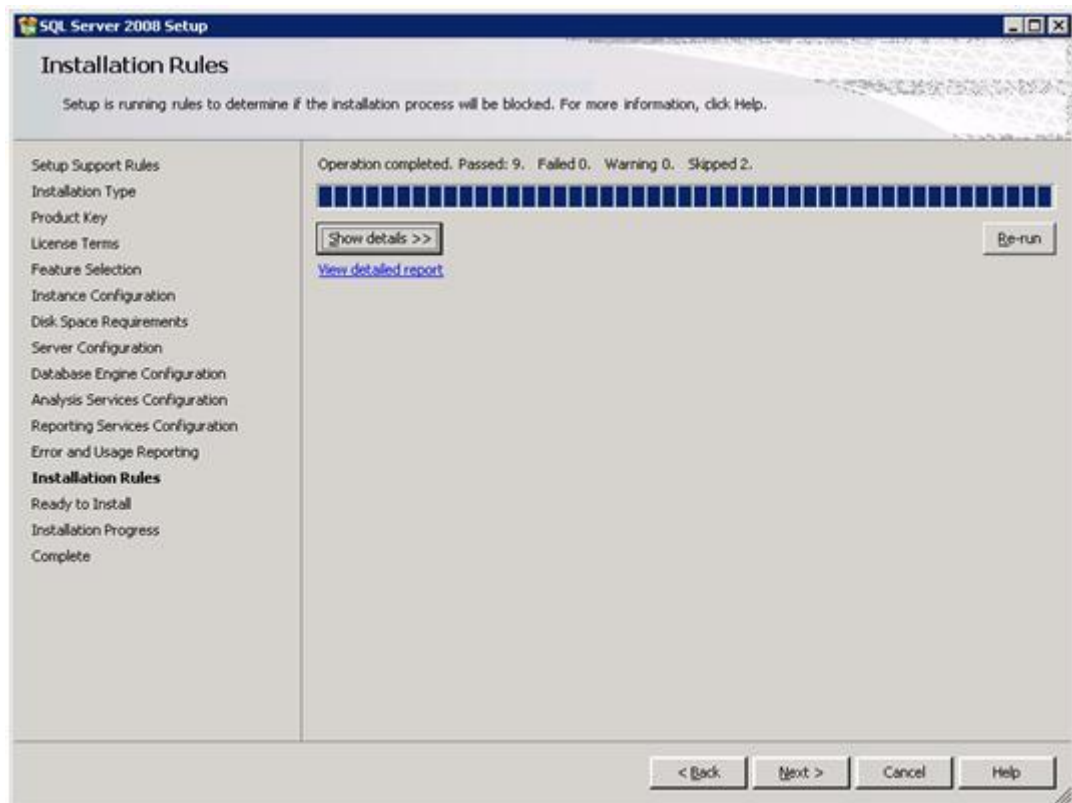 SQL Server 2008 Setup
Installation Rules
Setup is running rules to determine if the installation process will be blocked. For more information, click Help.
Setup Support Rules
Installation Type
Product Key
License Terms
Feature Selection
Instance Configuration
Disk Space Requirements
Server Configuration
Database Engine Configuration
Analysis Services Configuration
Reporting Services Configuration
Error and Usage Reporting
Installation Rules
Ready to Install
Installation Progress
Complete
Operation completed. Passed: 9. Failed 0. Warning 0. Skipped 2.
Show details >>
Re-run
View detailed report
< Back
Next >
Cancel
Help